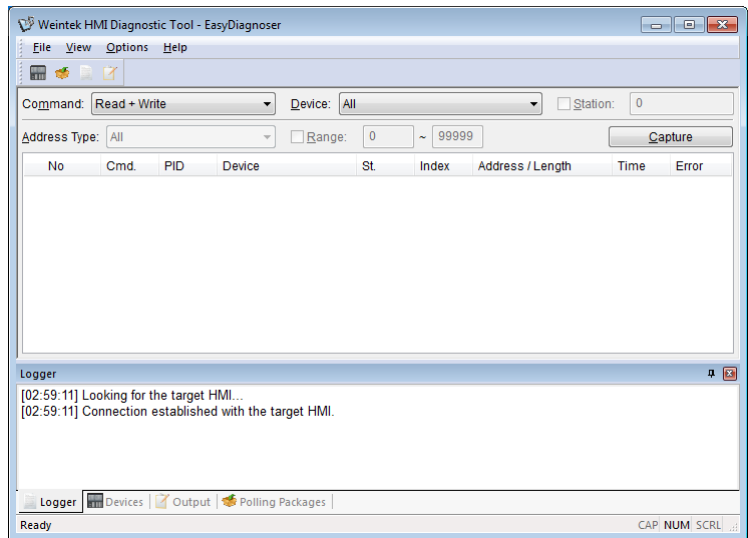 Weintek HMI Diagnostic Tool - EasyDiagnoser
File View Options Help
Command: Read + Write Device: All Station: 0
Address Type: All Range: 0 ~ 99999 Capture
No Cmd. PID Device St. Index Address / Length Time Error
Logger
[02:59:11] Looking for the target HMI...
[02:59:11] Connection established with the target HMI.
Logger Devices Output Polling Packages
Ready CAP NUM SCRL